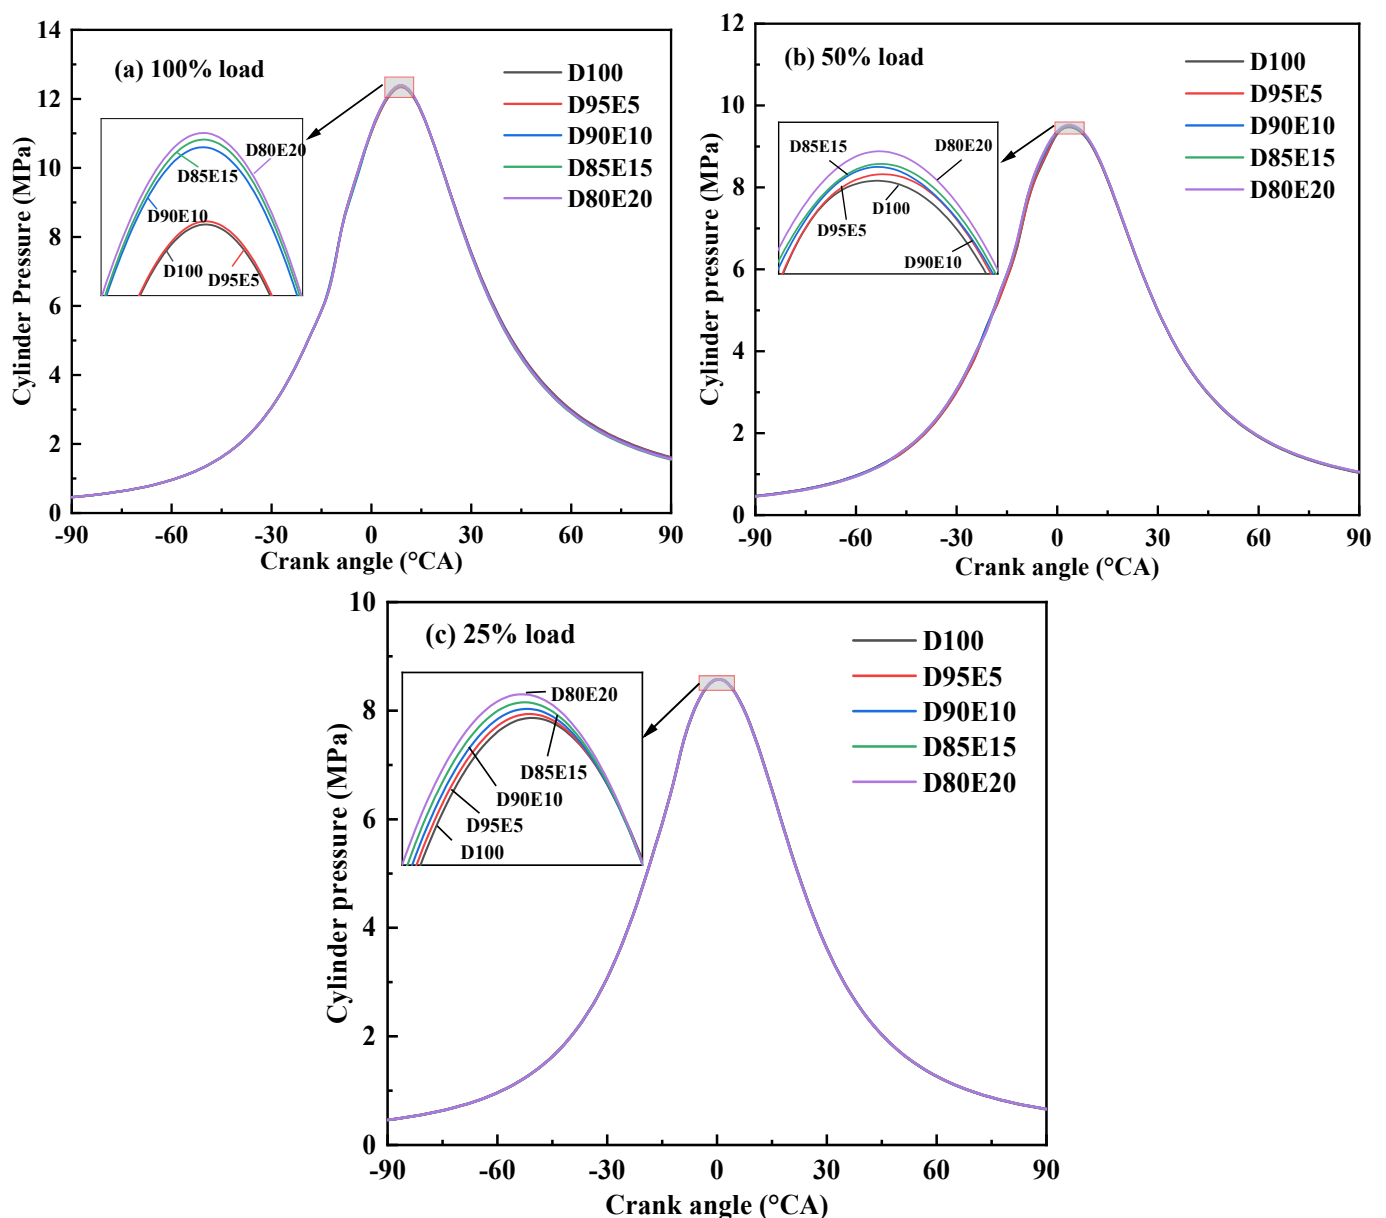 (a) 100% load
D100
D95E5
D90E10
D85E15
D80E20
D80E20
D85E15
D90E10
D100
D95E5
Cylinder Pressure (MPa)
14
12
10
8
6
4
2
0
-90
-60
-30
0
30
60
90
Crank angle (°CA)
(b) 50% load
D100
D95E5
D90E10
D85E15
D80E20
D85E15
D80E20
D100
D95E5
D90E10
Cylinder pressure (MPa)
12
10
8
6
4
2
0
-90
-60
-30
0
30
60
90
Crank angle (°CA)
(c) 25% load
D100
D95E5
D90E10
D85E15
D80E20
D80E20
D85E15
D90E10
D95E5
D100
Cylinder pressure (MPa)
10
8
6
4
2
0
-90
-60
-30
0
30
60
90
Crank angle (°CA)